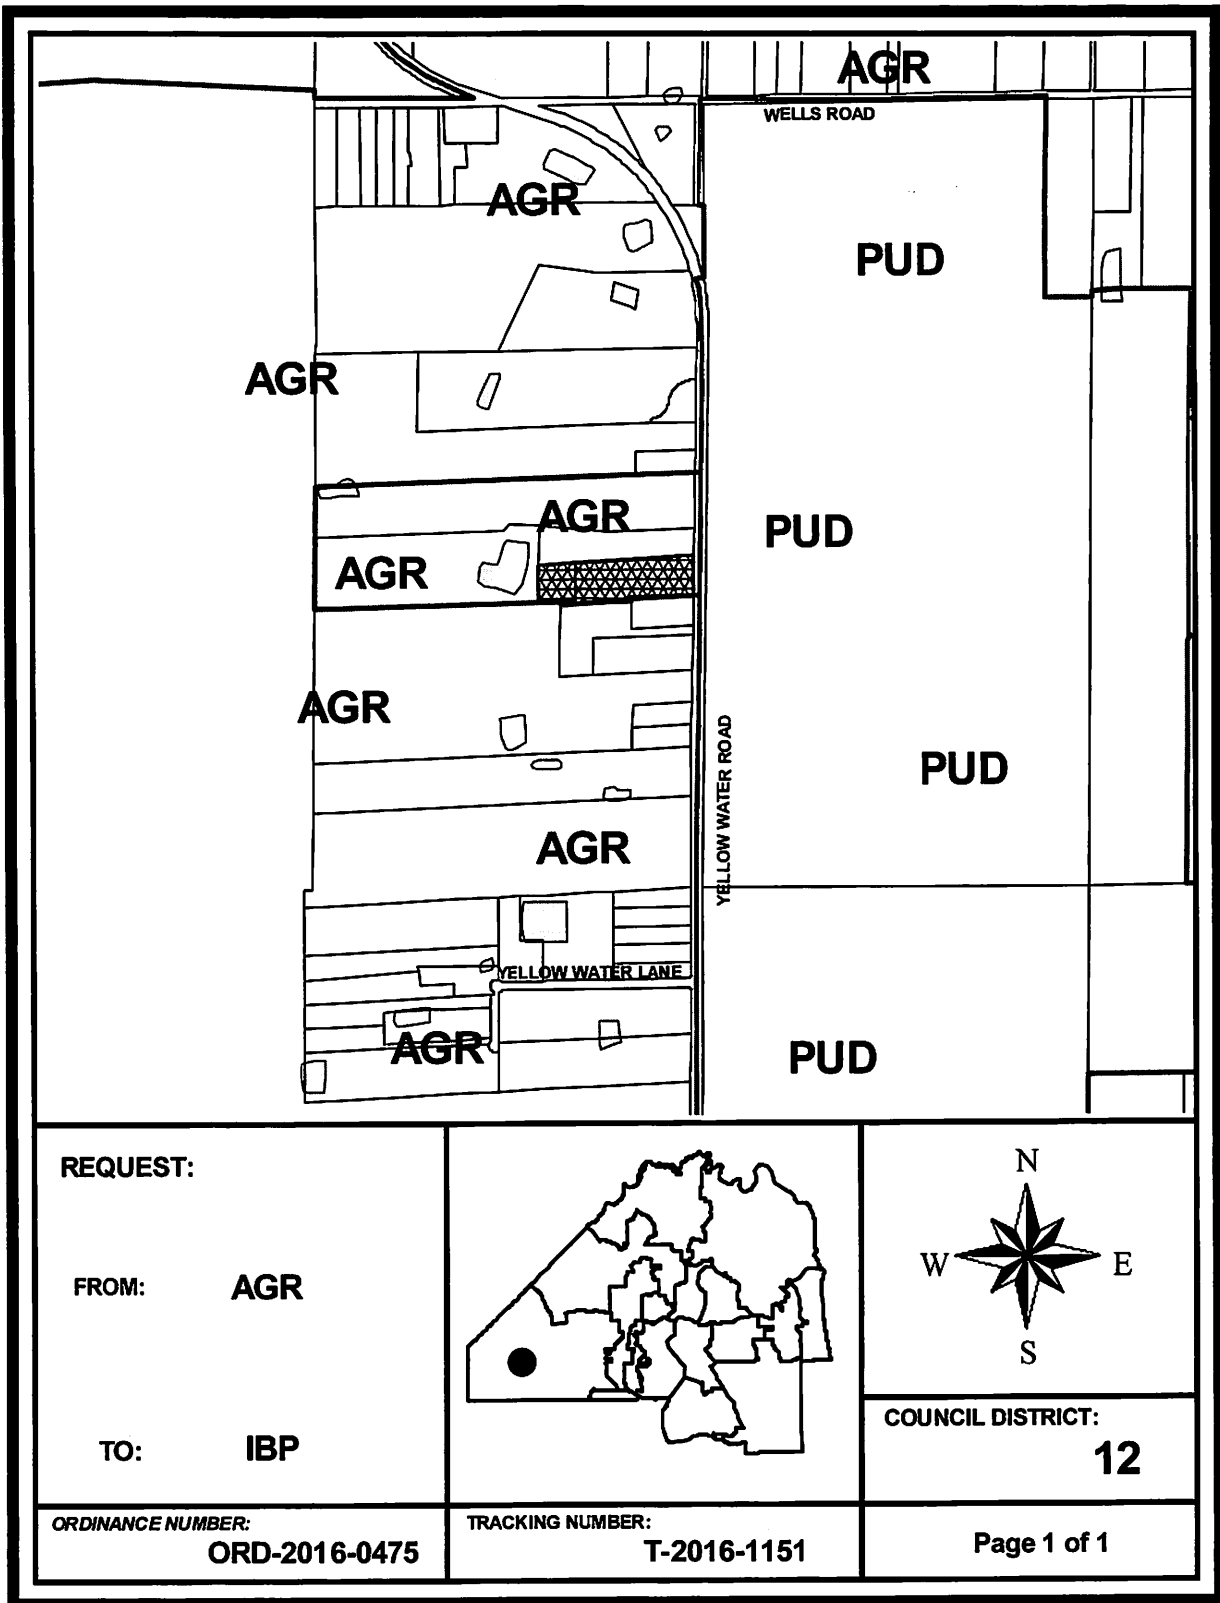 AGR
WELLS ROAD
AGR
PUD
AGR
AGR
PUD
AGR
AGR
YELLOW WATER ROAD
PUD
AGR
YELLOW WATER LANE
AGR
PUD
REQUEST:
FROM: AGR
TO: IBP
N
W E
S
COUNCIL DISTRICT:
12
ORDINANCE NUMBER:
ORD-2016-0475
TRACKING NUMBER:
T-2016-1151
Page 1 of 1